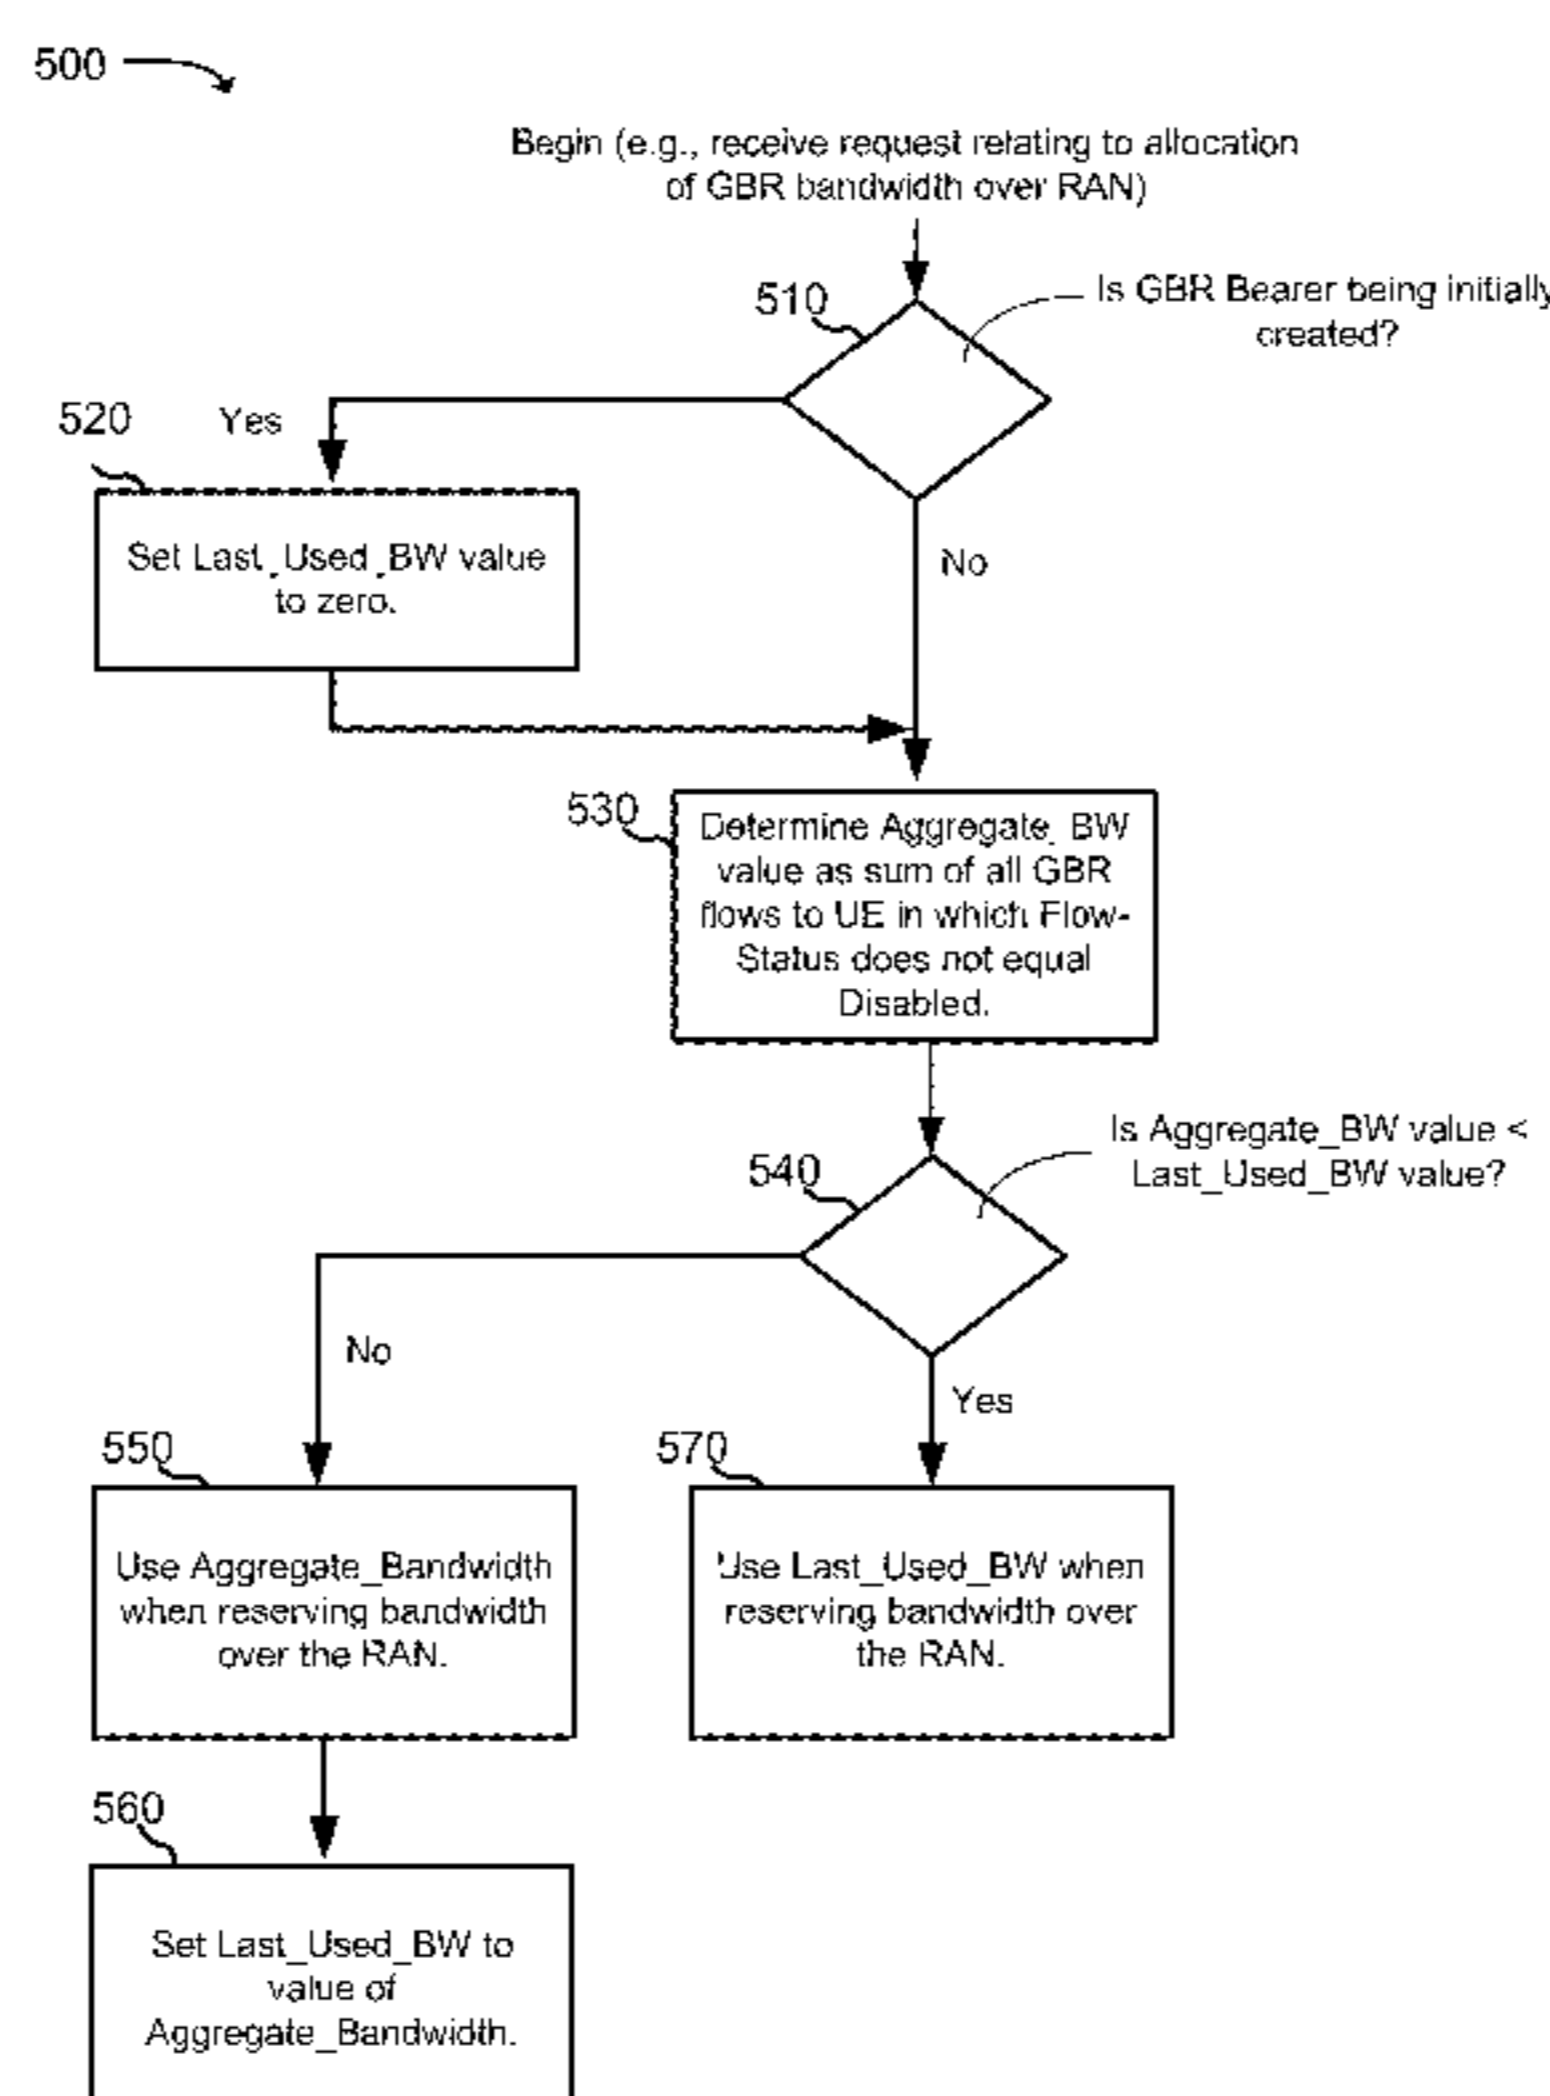 500
Begin (e.g., receive request relating to allocation
of GBR bandwidth over RAN)
510
Is GBR Bearer being initially
created?
520
Yes
Set Last_Used_BW value
to zero.
No
530
Determine Aggregate_BW
value as sum of all GBR
flows to UE in which Flow-
Status does not equal
Disabled.
540
Is Aggregate_BW value <
Last_Used_BW value?
No
Yes
550
Use Aggregate_Bandwidth
when reserving bandwidth
over the RAN.
570
Use Last_Used_BW when
reserving bandwidth over
the RAN.
560
Set Last_Used_BW to
value of
Aggregate_Bandwidth.